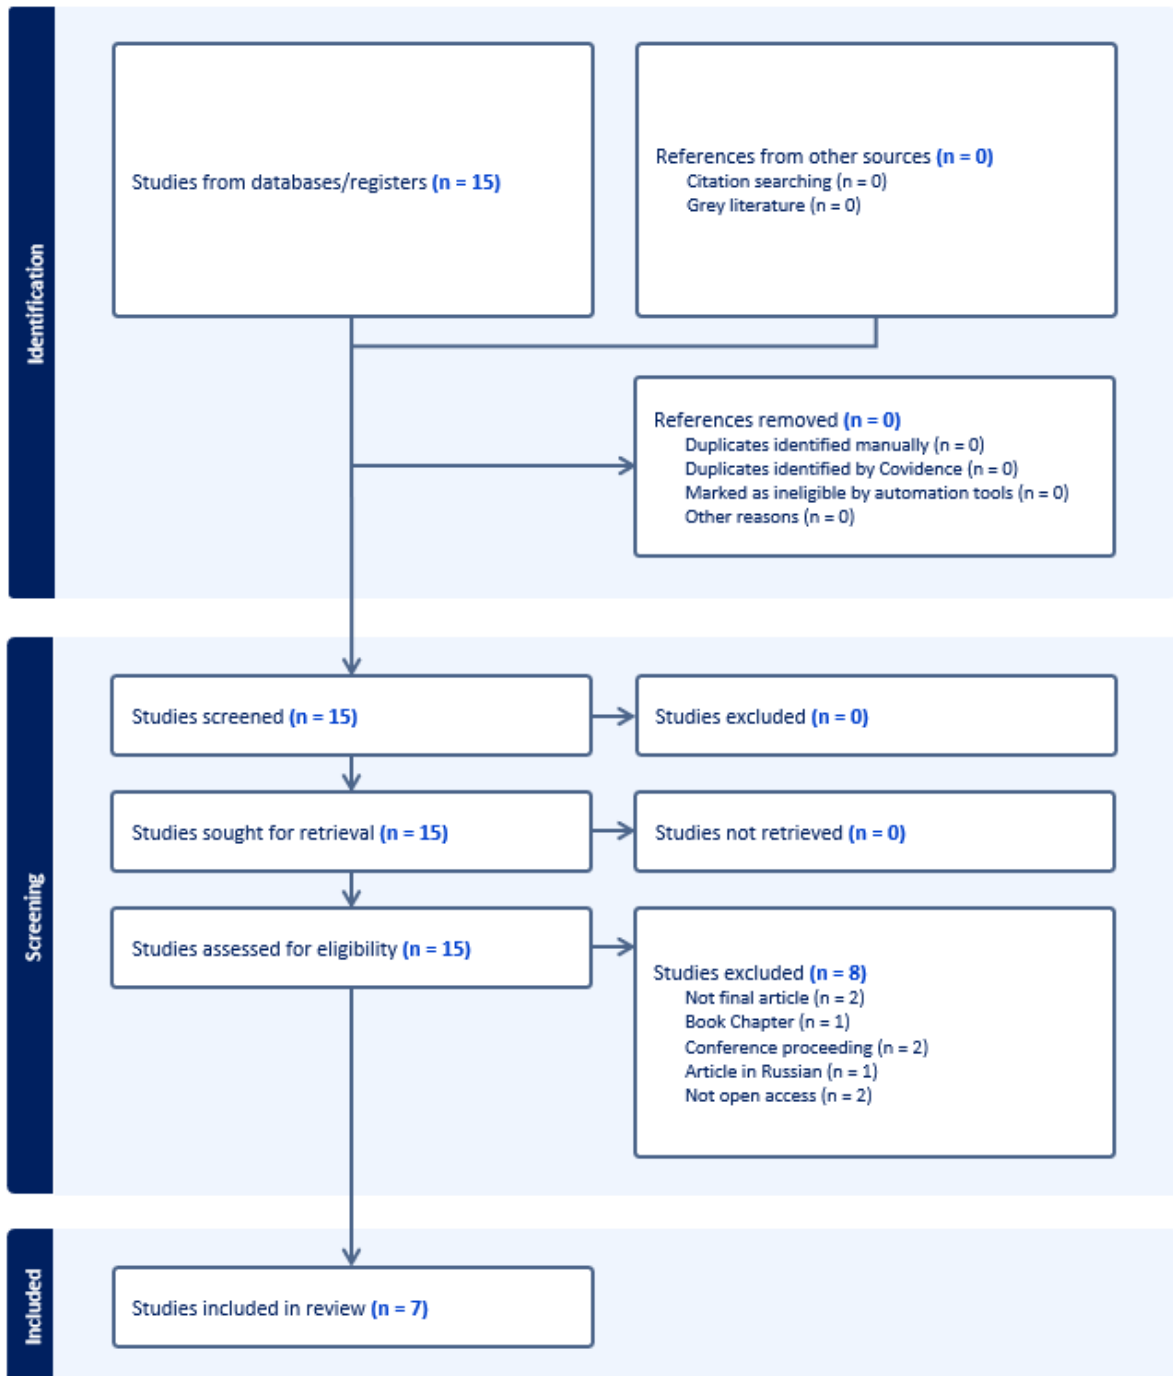 Identification
Studies from databases/registers (n = 15)
References from other sources (n = 0)
Citation searching (n = 0)
Grey literature (n = 0)
References removed (n = 0)
Duplicates identified manually (n = 0)
Duplicates identified by Covidence (n = 0)
Marked as ineligible by automation tools (n = 0)
Other reasons (n = 0)
Screening
Studies screened (n = 15)
Studies excluded (n = 0)
Studies sought for retrieval (n = 15)
Studies not retrieved (n = 0)
Studies assessed for eligibility (n = 15)
Studies excluded (n = 8)
Not final article (n = 2)
Book Chapter (n = 1)
Conference proceeding (n = 2)
Article in Russian (n = 1)
Not open access (n = 2)
Included
Studies included in review (n = 7)